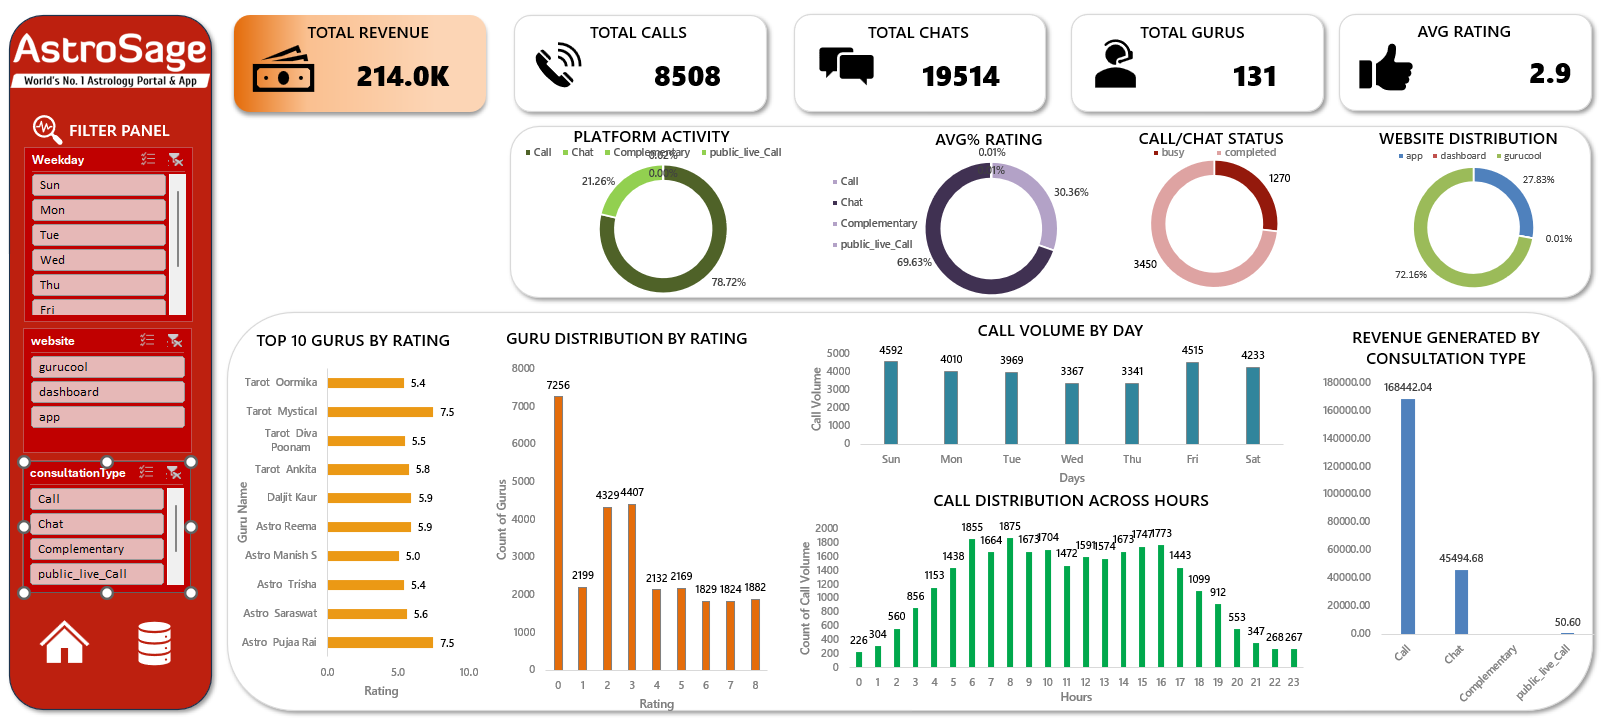 AstroSage
World's No. 1 Astrology Portal & App
FILTER PANEL
Weekday
Sun
Mon
Tue
Wed
Thu
Fri
website
gurucool
dashboard
app
consultationType
Call
Chat
Complementary
public_live_Call
TOTAL REVENUE
214.0K
TOTAL CALLS
8508
TOTAL CHATS
19514
TOTAL GURUS
131
AVG RATING
2.9
PLATFORM ACTIVITY
Call Chat Complementary public_live_Call
0.02%
0.00%
21.26%
78.72%
AVG% RATING
0.01%
0.01%
Call
Chat
Complementary
public_live_Call
30.36%
69.63%
CALL/CHAT STATUS
busy completed
1270
3450
WEBSITE DISTRIBUTION
app dashboard gurucool
27.83%
0.01%
72.16%
TOP 10 GURUS BY RATING
Guru Name
Tarot Oormika 5.4
Tarot Mystical 7.5
Tarot Diva
Poonam 5.5
Tarot Ankita 5.8
Daljit Kaur 5.9
Astro Reema 5.9
Astro Manish S 5.0
Astro Trisha 5.4
Astro Saraswat 5.6
Astro Pujaa Rai 7.5
0.0 5.0 10.0
Rating
GURU DISTRIBUTION BY RATING
Count of Gurus
8000
7000
6000
5000
4000
3000
2000
1000
0
7256 2199 4329 4407 2132 2169 1829 1824 1882
0 1 2 3 4 5 6 7 8
Rating
CALL VOLUME BY DAY
Call Volume
5000
4000
3000
2000
1000
0
4592 4010 3969 3367 3341 4515 4233
Sun Mon Tue Wed Thu Fri Sat
Days
CALL DISTRIBUTION ACROSS HOURS
Count of Call Volume
2000
1800
1600
1400
1200
1000
800
600
400
200
0
226 304 560 856 1153 1438 1855 1664 1875 1673 1704 1472 1591 1574 1673 1747 1773 1443 1099 912 553 347 268 267
0 1 2 3 4 5 6 7 8 9 10 11 12 13 14 15 16 17 18 19 20 21 22 23
Hours
REVENUE GENERATED BY
CONSULTATION TYPE
180000.00
160000.00
140000.00
120000.00
100000.00
80000.00
60000.00
40000.00
20000.00
0.00
168442.04
45494.68
50.60
Call Chat Complementary public_live_Call